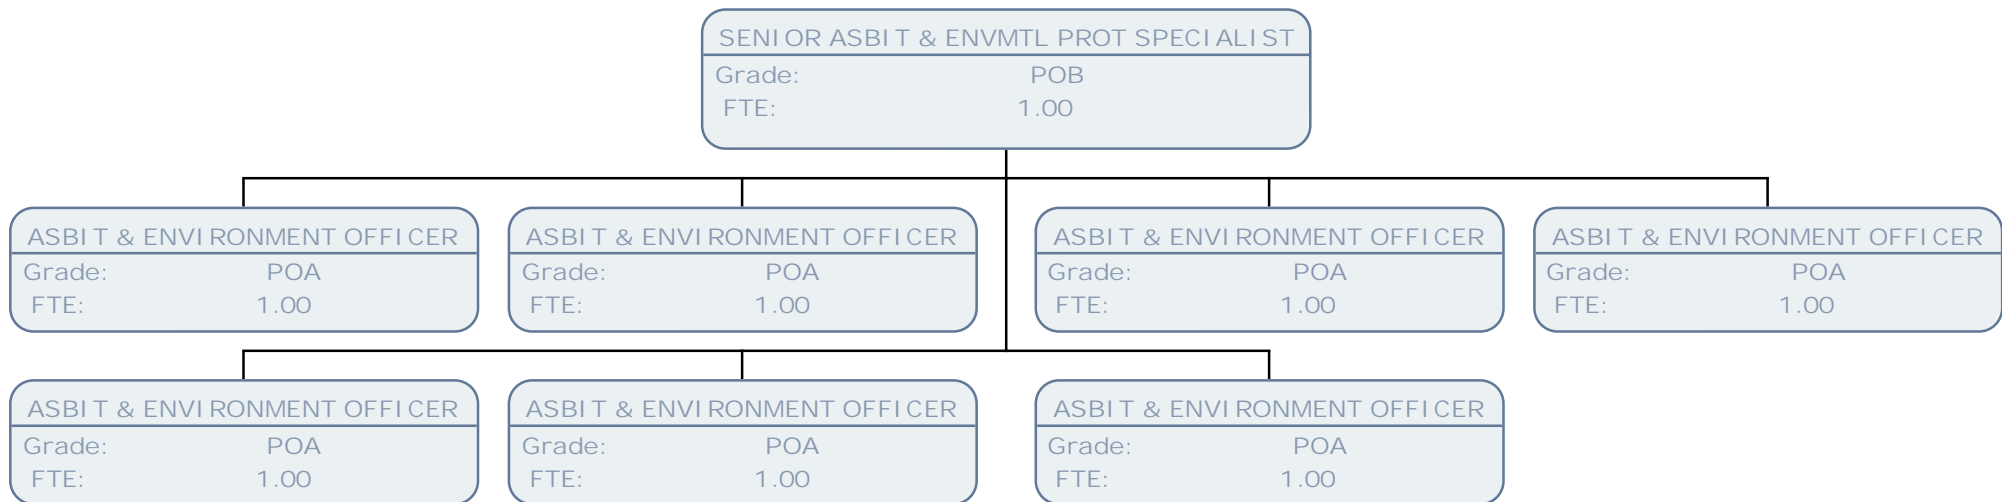 SENIOR ASBIT & ENVMTL PROT SPECIALIST
Grade: POB
FTE: 1.00
ASBIT & ENVIRONMENT OFFICER
Grade: POA
FTE: 1.00
ASBIT & ENVIRONMENT OFFICER
Grade: POA
FTE: 1.00
ASBIT & ENVIRONMENT OFFICER
Grade: POA
FTE: 1.00
ASBIT & ENVIRONMENT OFFICER
Grade: POA
FTE: 1.00
ASBIT & ENVIRONMENT OFFICER
Grade: POA
FTE: 1.00
ASBIT & ENVIRONMENT OFFICER
Grade: POA
FTE: 1.00
ASBIT & ENVIRONMENT OFFICER
Grade: POA
FTE: 1.00